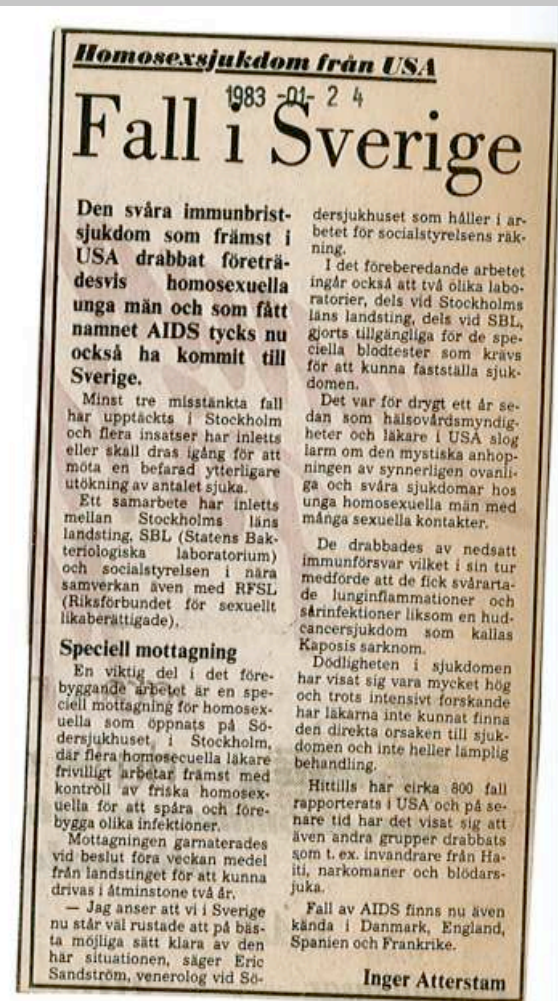 Homosexsjukdom från USA
1983 -01- 2 4
Fall i Sverige
Den svåra immunbrist-
sjukdom som främst i
USA drabbat företrä-
desvis homosexuella
unga män och som fått
namnet AIDS tycks nu
också ha kommit till
Sverige.
Minst tre misstänkta fall
har upptäckts i Stockholm
och flera insatser har inletts
eller skall dras igång för att
möta en befarad ytterligare
utökning av antalet sjuka.
Ett samarbete har inletts
mellan Stockholms läns
landsting, SBL (Statens Bak-
teriologiska laboratorium)
och socialstyrelsen i nära
samverkan även med RFSL
(Riksförbundet för sexuellt
likaberättigade).
Speciell mottagning
En viktig del i det före-
byggande arbetet är en spe-
ciell mottagning för homosex-
uella som öppnats på Sö-
dersjukhuset i Stockholm,
där flera homosecuella läkare
frivilligt arbetar främst med
kontroll av friska homosex-
uella för att spåra och före-
bygga olika infektioner.
Mottagningen garnaterades
vid beslut föra veckan medel
från landstinget för att kunna
drivas i åtminstone två år.
— Jag anser att vi i Sverige
nu står väl rustade att på bäs-
ta möjliga sätt klara av den
här situationen, säger Eric
Sandström, venerolog vid Sö-
dersjukhuset som håller i ar-
betet för socialstyrelsens räk-
ning.
I det föreberedande arbetet
ingår också att två olika labo-
ratorier, dels vid Stockholms
läns landsting, dels vid SBL,
gjorts tillgängliga för de spe-
ciella blodtester som krävs
för att kunna fastställa sjuk-
domen.
Det var för drygt ett år se-
dan som hälsovårdsmyndig-
heter och läkare i USA slog
larm om den mystiska anhop-
ningen av synnerligen ovanli-
ga och svåra sjukdomar hos
unga homosexuella män med
många sexuella kontakter.
De drabbades av nedsatt
immunförsvar vilket i sin tur
medförde att de fick svårarta-
de lunginflammationer och
sårinfektioner liksom en hud-
cancersjukdom som kallas
Kaposis sarknom.
Dödligheten i sjukdomen
har visat sig vara mycket hög
och trots intensivt forskande
har läkarna inte kunnat finna
den direkta orsaken till sjuk-
domen och inte heller lämplig
behandling.
Hittills har cirka 800 fall
rapporterats i USA och på se-
nare tid har det visat sig att
även andra grupper drabbats
som t. ex. invandrare från Ha-
iti, narkomaner och blödars-
juka.
Fall av AIDS finns nu även
kända i Danmark, England,
Spanien och Frankrike.
Inger Atterstam